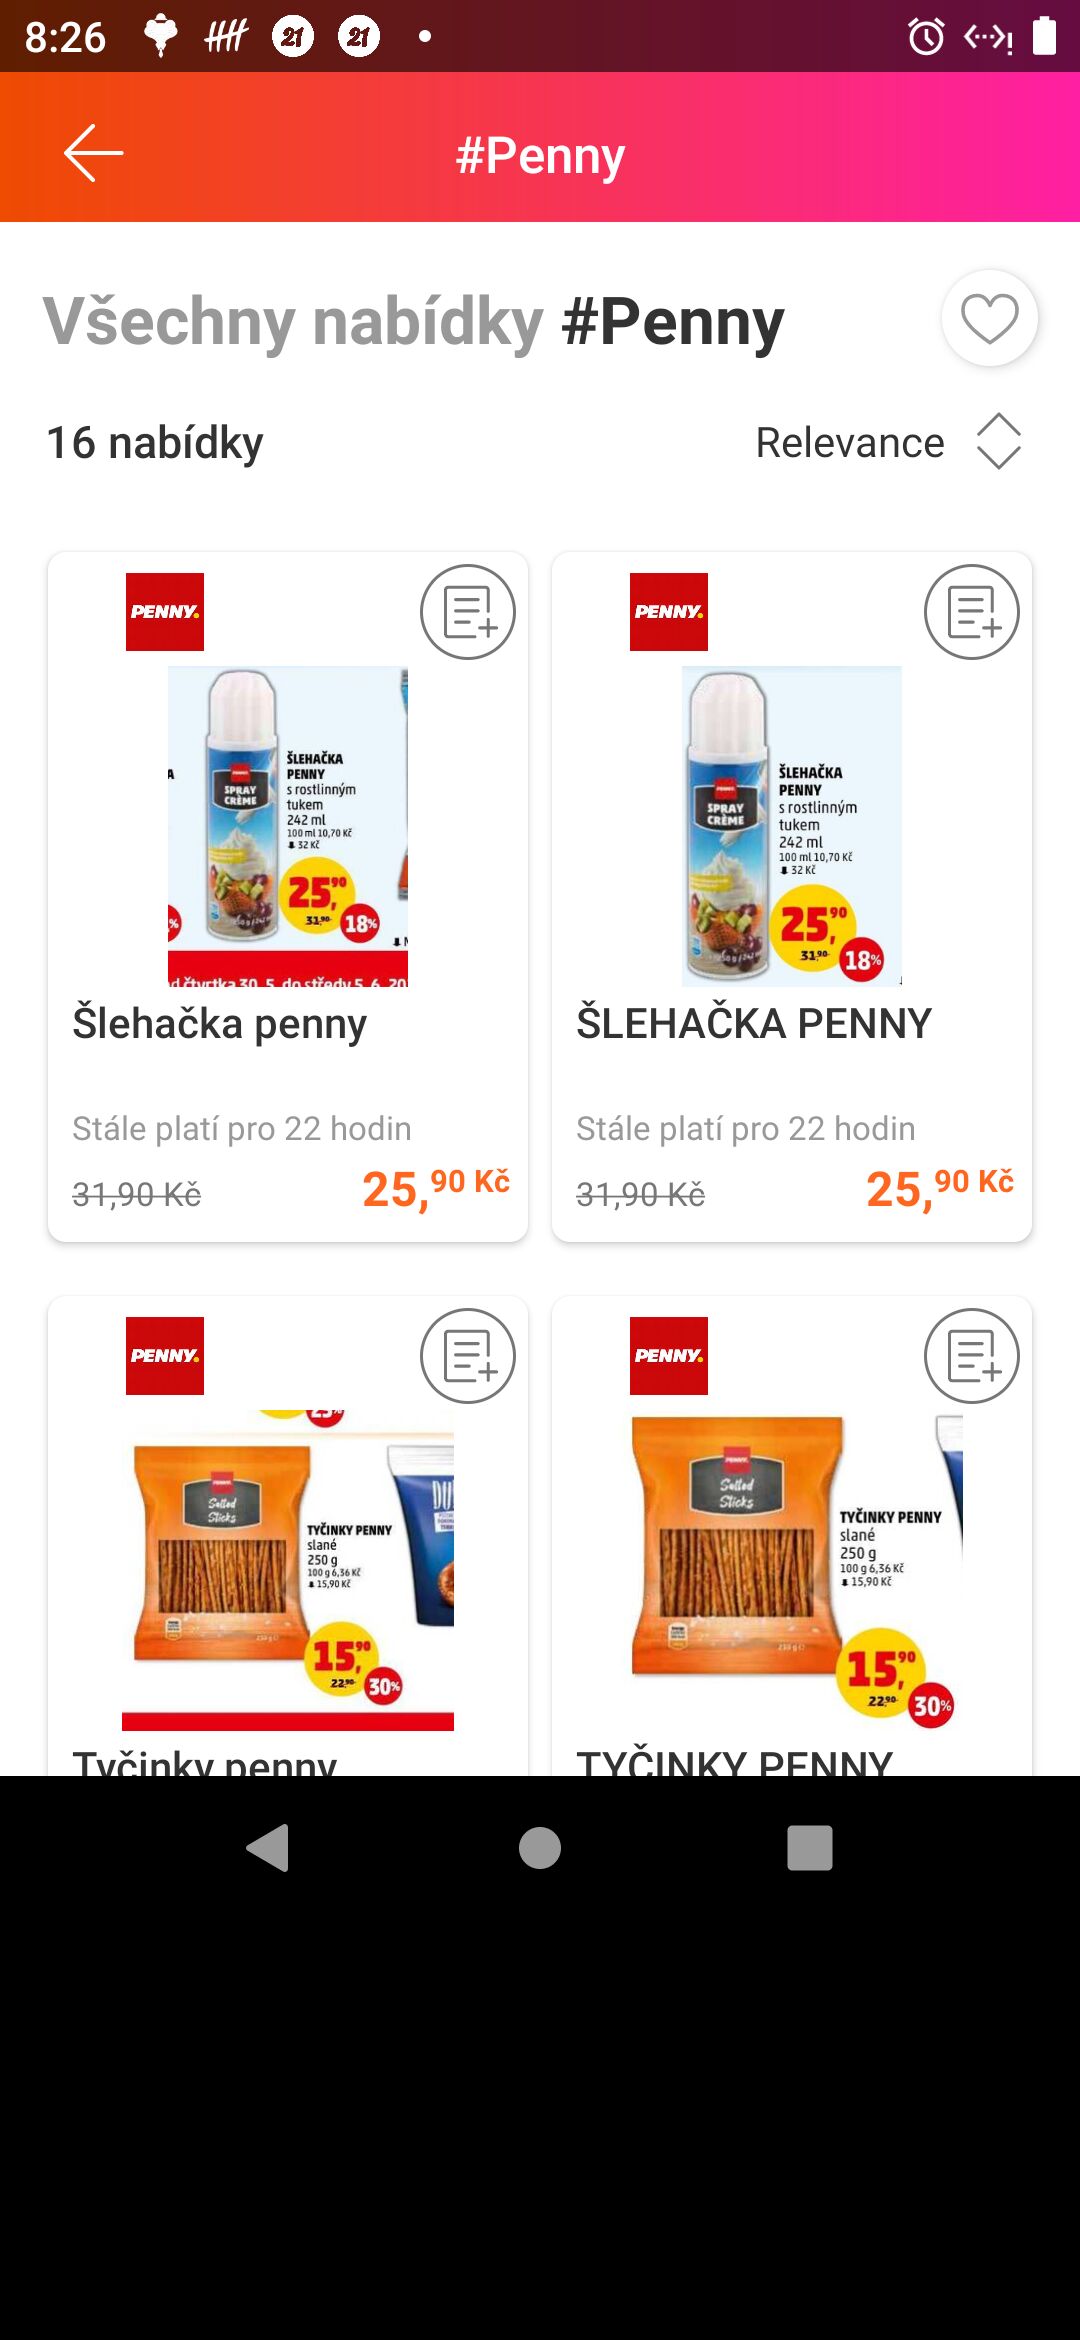 8:26
#Penny
Všechny nabídky #Penny
16 nabídky
Relevance
PENNY.
PENNY.
A
SPRAY
CRÈME
ŠLEHAČKA
PENNY
s rostlinným
tukem
242 ml
100 ml 10,70 Kč
32 Kč
25,90
31,90
18%
%
od čtvrtka 30. 5. do středy 5. 6. 20
SPRAY
CRÈME
ŠLEHAČKA
PENNY
s rostlinným
tukem
242 ml
100 ml 10,70 Kč
32 Kč
25,90
31,90
18%
Šlehačka penny
ŠLEHAČKA PENNY
Stále platí pro 22 hodin
Stále platí pro 22 hodin
31,90 Kč
25,90 Kč
31,90 Kč
25,90 Kč
PENNY.
PENNY.
Salted
Sticks
TYČINKY PENNY
slané
250 g
100 g 6,36 Kč
15,90 Kč
15,90
22,90
30%
Salted
Sticks
TYČINKY PENNY
slané
250 g
100 g 6,36 Kč
15,90 Kč
15,90
22,90
30%
Tyčinky penny
TYČINKY PENNY